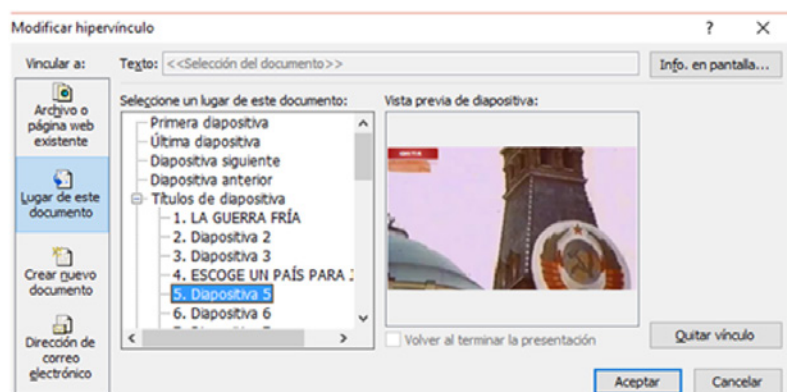 Modificar hipervínculo
? ×
Vincular a:
Texto: <<Selección del documento>>
Info. en pantalla...
Archivo o
página web
existente
Lugar de este
documento
Crear nuevo
documento
Dirección de
correo
electrónico
Seleccione un lugar de este documento:
Primera diapositiva
Última diapositiva
Diapositiva siguiente
Diapositiva anterior
Títulos de diapositiva
1. LA GUERRA FRÍA
2. Diapositiva 2
3. Diapositiva 3
4. ESCOGE UN PAÍS PARA
5. Diapositiva 5
6. Diapositiva 6
Vista previa de diapositiva:
Volver al terminar la presentación
Quitar vínculo
Aceptar
Cancelar